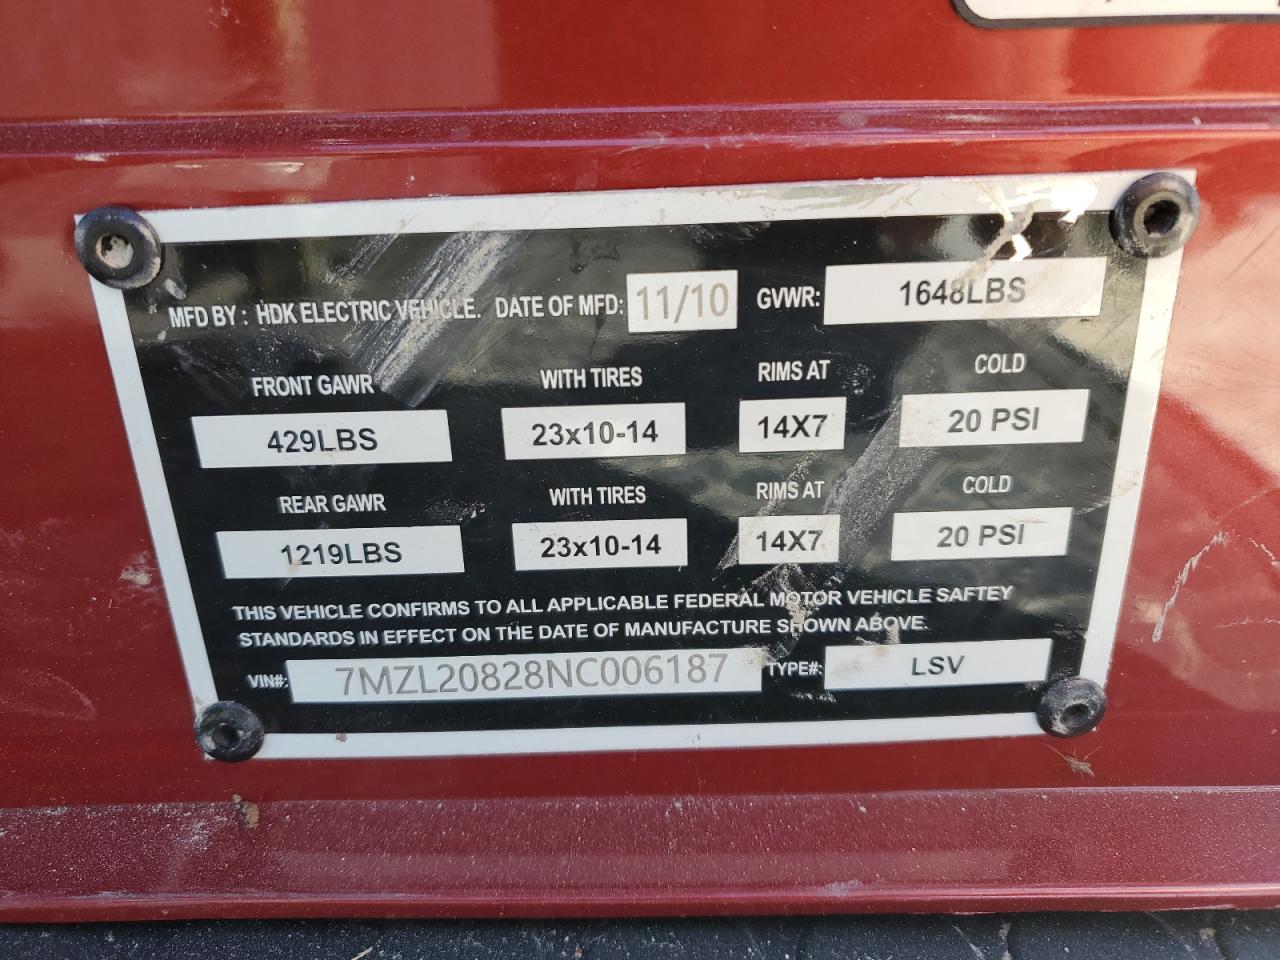 MFD BY : HDK ELECTRIC VEHICLE. DATE OF MFD: 11/10 GVWR: 1648LBS
FRONT GAWR WITH TIRES RIMS AT COLD
429LBS 23x10-14 14X7 20 PSI
REAR GAWR WITH TIRES RIMS AT COLD
1219LBS 23x10-14 14X7 20 PSI
THIS VEHICLE CONFIRMS TO ALL APPLICABLE FEDERAL MOTOR VEHICLE SAFTEY
STANDARDS IN EFFECT ON THE DATE OF MANUFACTURE SHOWN ABOVE.
VIN#: 7MZL20828NC006187 TYPE#: LSV